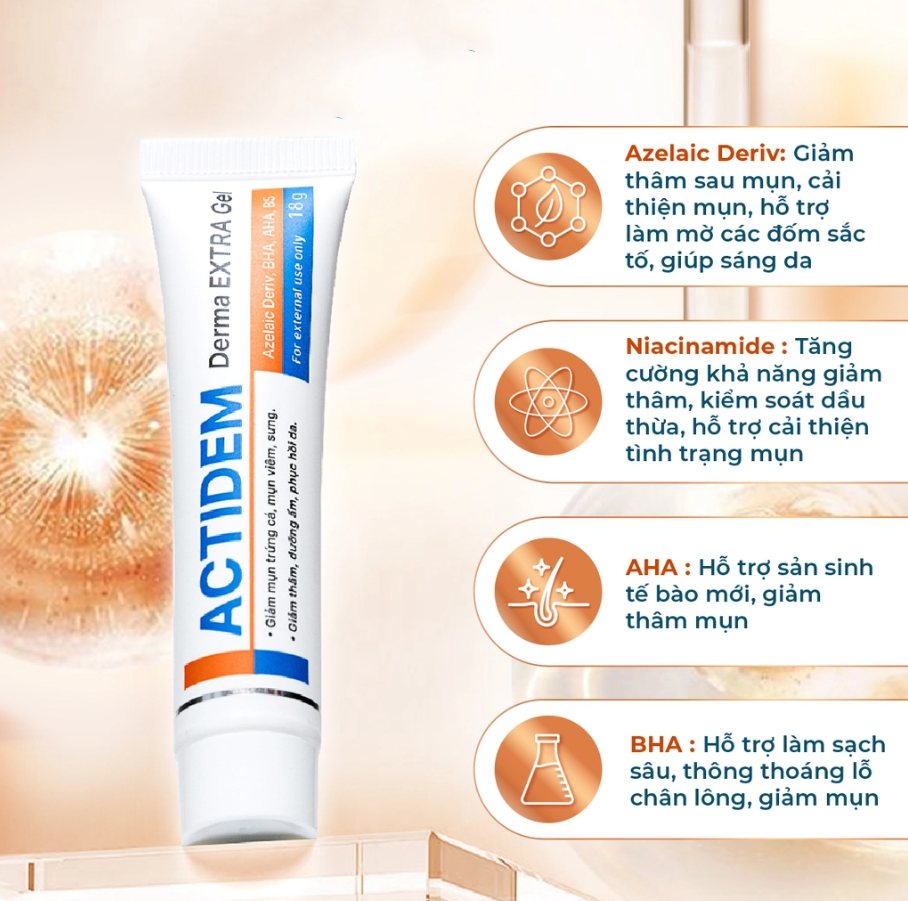 ACTIDEM Derma EXTRA Gel
Azelaic Deriv, BHA, AHA, BS
For external use only 18g
• Giảm mụn trứng cá, mụn viêm, sưng.
• Giảm thâm, dưỡng ẩm, phục hồi da.
Azelaic Deriv: Giảm
thâm sau mụn, cải
thiện mụn, hỗ trợ
làm mờ các đốm sắc
tố, giúp sáng da
Niacinamide : Tăng
cường khả năng giảm
thâm, kiểm soát dầu
thừa, hỗ trợ cải thiện
tình trạng mụn
AHA : Hỗ trợ sản sinh
tế bào mới, giảm
thâm mụn
BHA : Hỗ trợ làm sạch
sâu, thông thoáng lỗ
chân lông, giảm mụn